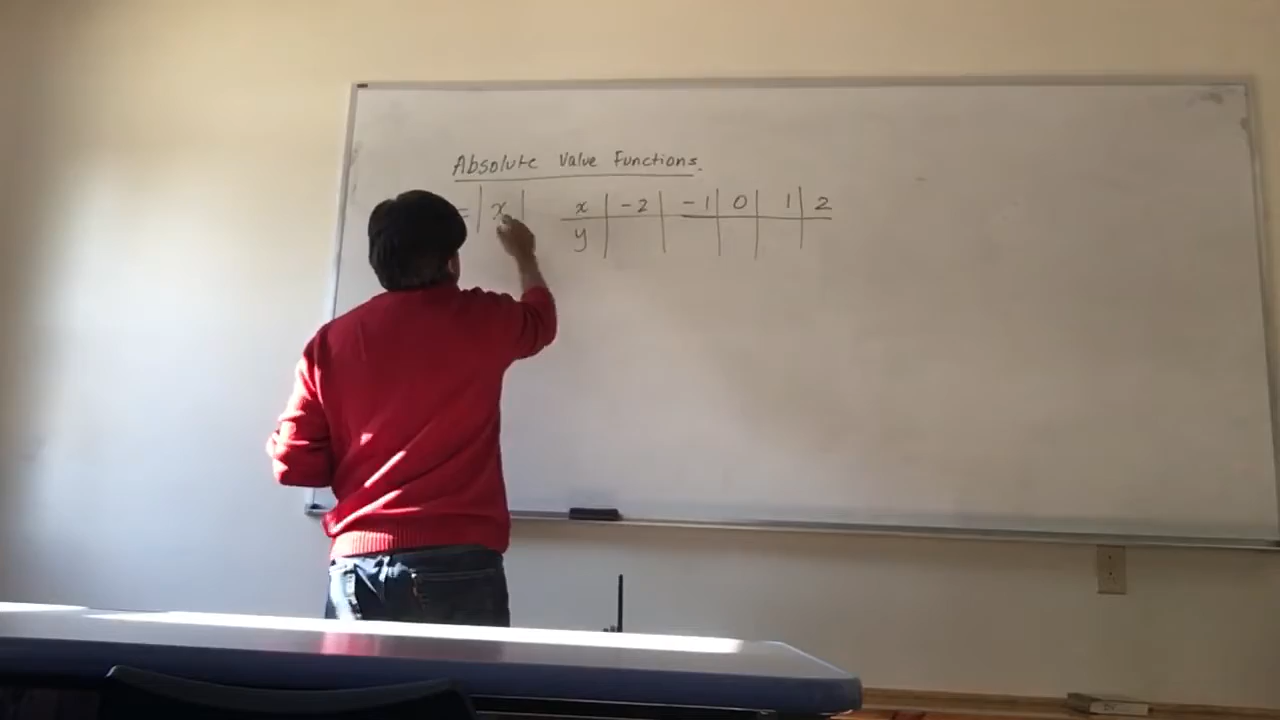 Absolute Value Functions.
= |x|
x | -2 | -1 | 0 | 1 | 2
y